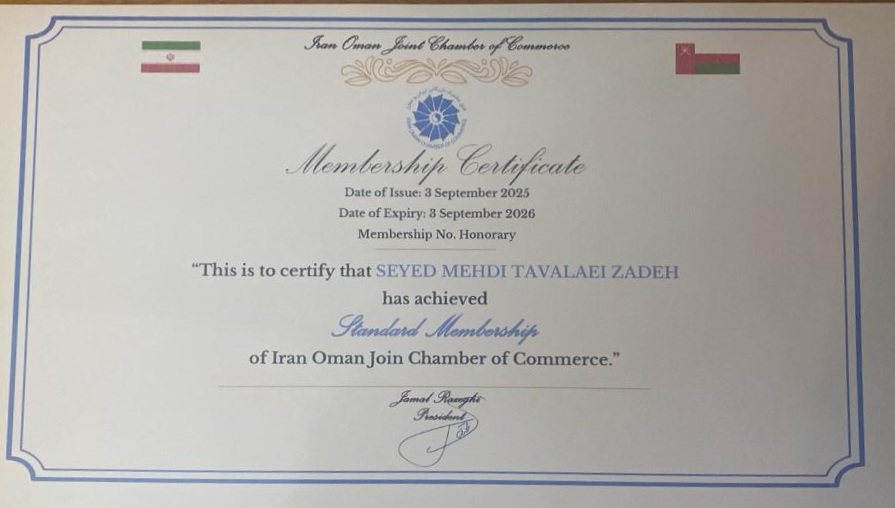 Iran Oman Joint Chamber of Commerce
Membership Certificate
Date of Issue: 3 September 2025
Date of Expiry: 3 September 2026
Membership No. Honorary
“This is to certify that SEYED MEHDI TAVALAEI ZADEH
has achieved
Standard Membership
of Iran Oman Join Chamber of Commerce.”
Jamal
President